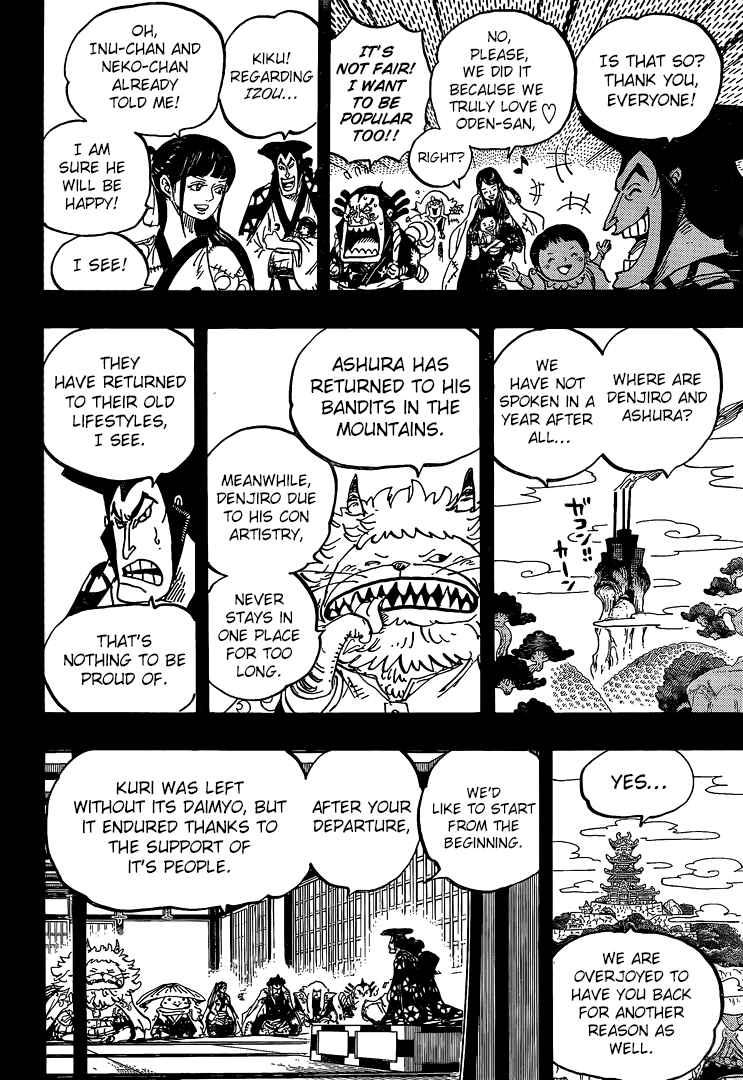 IS THAT SO?
THANK YOU,
EVERYONE!
NO,
PLEASE,
WE DID IT
BECAUSE WE
TRULY LOVE
ODEN-SAN,♡
RIGHT?
IT'S
NOT FAIR!
I WANT
TO BE
POPULAR
TOO!!
KIKU!
REGARDING
IZOU...
OH,
INU-CHAN AND
NEKO-CHAN
ALREADY
TOLD ME!
I AM
SURE HE
WILL BE
HAPPY!
I SEE!
WHERE ARE
DENJIRO AND
ASHURA?
WE
HAVE NOT
SPOKEN IN A
YEAR AFTER
ALL...
ガコン!!
カーン
ASHURA HAS
RETURNED TO HIS
BANDITS IN THE
MOUNTAINS.
MEANWHILE,
DENJIRO DUE
TO HIS CON
ARTISTRY,
NEVER
STAYS IN
ONE PLACE
FOR TOO
LONG.
THEY
HAVE RETURNED
TO THEIR OLD
LIFESTYLES,
I SEE.
THAT'S
NOTHING TO BE
PROUD OF.
YES...
WE ARE
OVERJOYED TO
HAVE YOU BACK
FOR ANOTHER
REASON AS
WELL.
WE'D
LIKE TO START
FROM THE
BEGINNING.
AFTER YOUR
DEPARTURE,
KURI WAS LEFT
WITHOUT ITS DAIMYO, BUT
IT ENDURED THANKS TO
THE SUPPORT OF
IT'S PEOPLE.